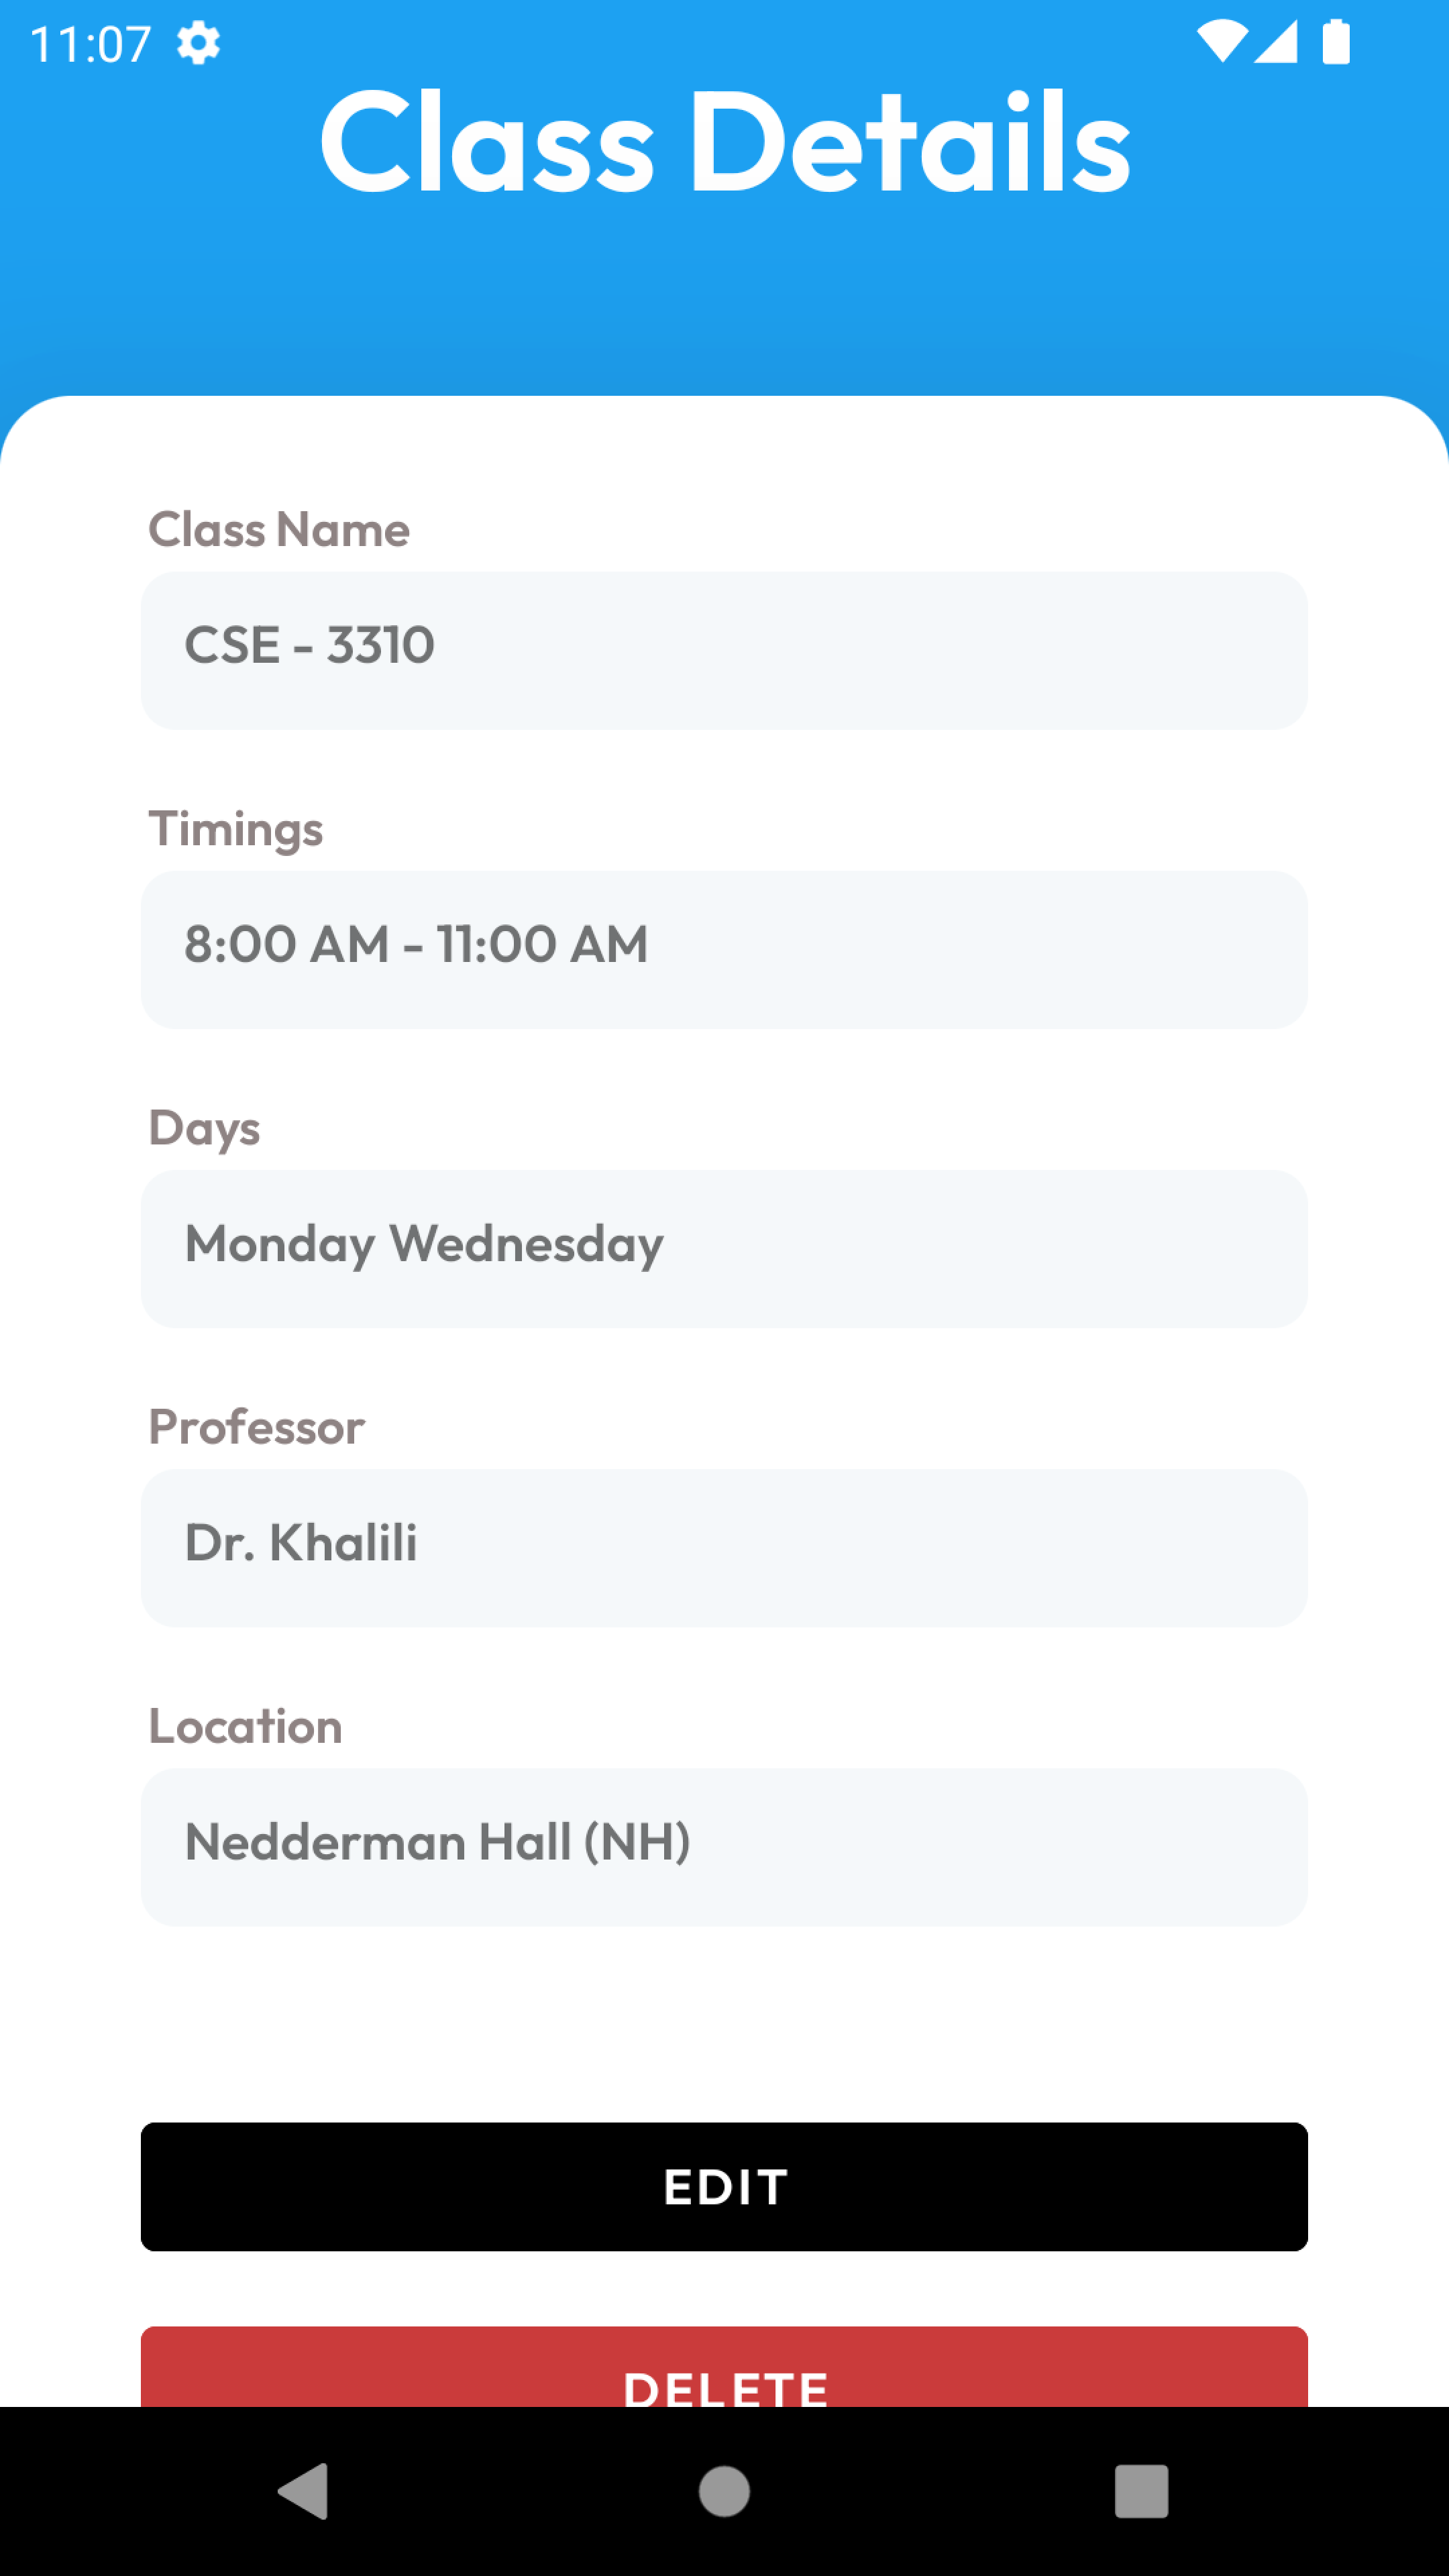 11:07
Class Details
Class Name
CSE - 3310
Timings
8:00 AM - 11:00 AM
Days
Monday Wednesday
Professor
Dr. Khalili
Location
Nedderman Hall (NH)
EDIT
DELETE